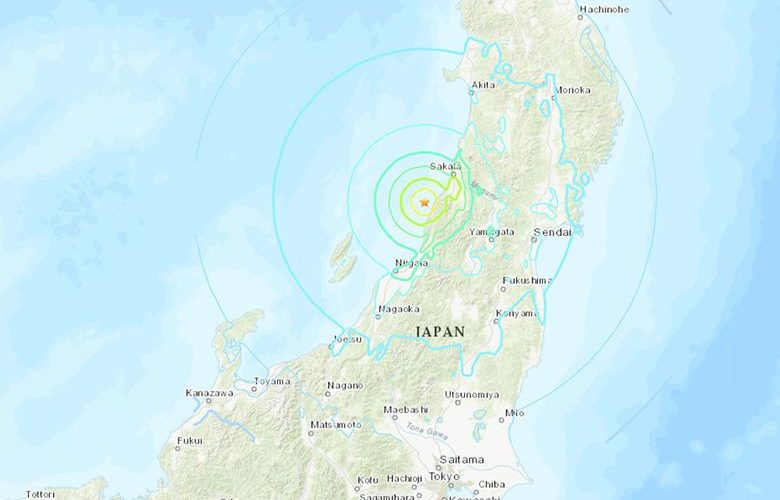 Hachinohe
Akita
Morioka
Sakata
Mogami
Yamagata
Sendai
Niigata
Fukushima
Nagaoka
Koriyama
JAPAN
Joetsu
Toyama
Nagano
Kanazawa
Utsunomiya
Maebashi
Mito
Matsumoto
Tone Gawa
Fukui
Saitama
Kofu
Hachioji
Tokyo
Chiba
Tottori
Sagamihara
Kawasaki